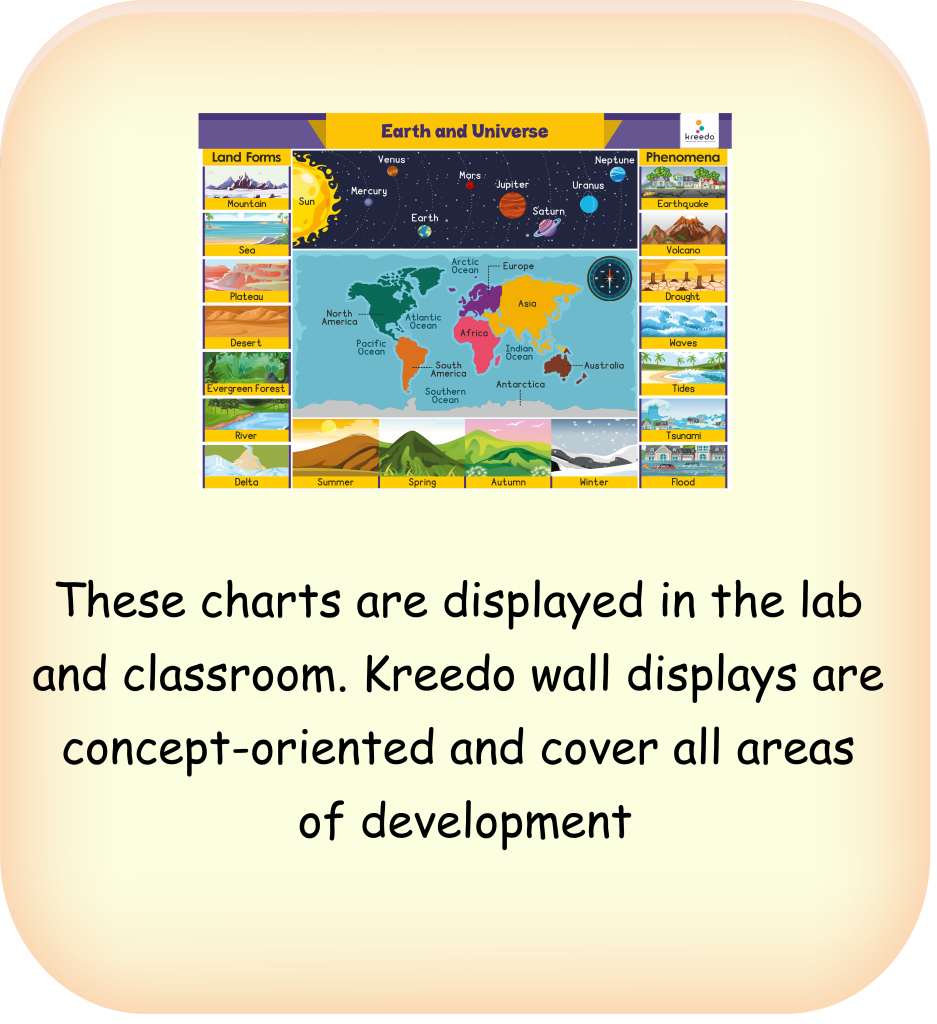 Earth and Universe
kreedo
Land Forms
Mountain
Sea
Plateau
Desert
Evergreen Forest
River
Delta
Sun
Mercury
Venus
Earth
Mars
Jupiter
Saturn
Uranus
Neptune
Arctic
Ocean
Europe
Asia
North
America
Atlantic
Ocean
Africa
Pacific
Ocean
Indian
Ocean
South
America
Australia
Antarctica
Southern
Ocean
Summer
Spring
Autumn
Winter
Phenomena
Earthquake
Volcano
Drought
Waves
Tides
Tsunami
Flood
These charts are displayed in the lab
and classroom. Kreedo wall displays are
concept-oriented and cover all areas
of development